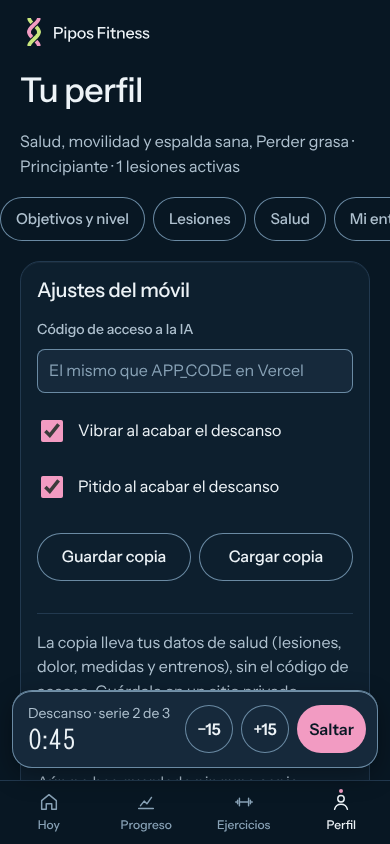 Pipos Fitness
Tu perfil
Salud, movilidad y espalda sana, Perder grasa ·
Principiante · 1 lesiones activas
Objetivos y nivel
Lesiones
Salud
Mi ent
Ajustes del móvil
Código de acceso a la IA
El mismo que APP_CODE en Vercel
Vibrar al acabar el descanso
Pitido al acabar el descanso
Guardar copia
Cargar copia
La copia lleva tus datos de salud (lesiones,
dolor, medidas y entrenos), sin el código de
Descanso · serie 2 de 3
0:45
−15
+15
Saltar
Hoy
Progreso
Ejercicios
Perfil